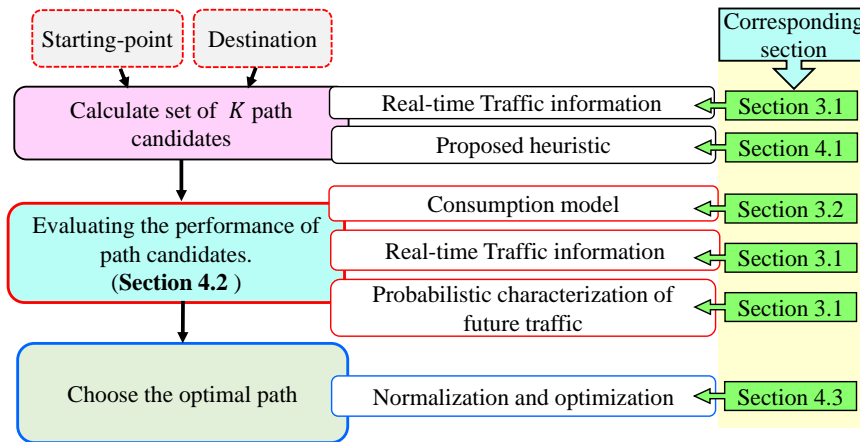 Starting-point
Destination
Corresponding
section
Calculate set of K path
candidates
Real-time Traffic information
Section 3.1
Proposed heuristic
Section 4.1
Evaluating the performance of
path candidates.
(Section 4.2 )
Consumption model
Section 3.2
Real-time Traffic information
Section 3.1
Probabilistic characterization of
future traffic
Section 3.1
Choose the optimal path
Normalization and optimization
Section 4.3